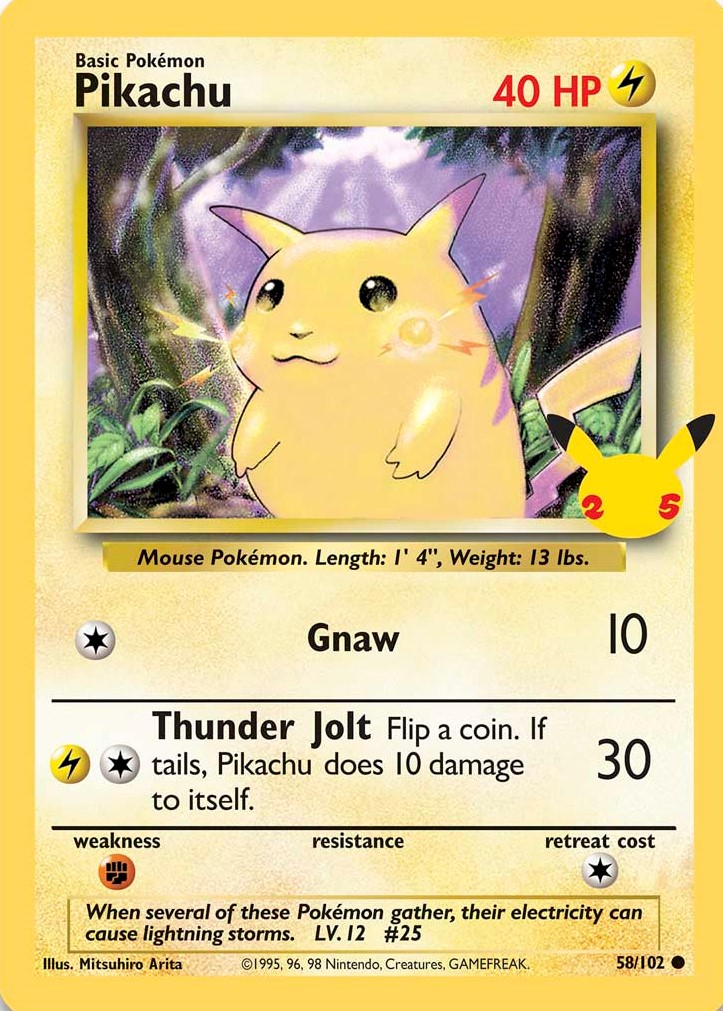 Basic Pokémon
Pikachu
40 HP
25
Mouse Pokémon. Length: 1' 4", Weight: 13 lbs.
Gnaw 10
Thunder Jolt Flip a coin. If
tails, Pikachu does 10 damage 30
to itself.
weakness resistance retreat cost
When several of these Pokémon gather, their electricity can
cause lightning storms. LV. 12 #25
Illus. Mitsuhiro Arita ©1995, 96, 98 Nintendo, Creatures, GAMEFREAK. 58/102